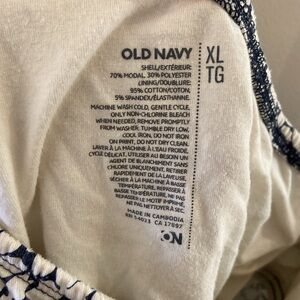 OLD NAVY
XL
TG
SHELL/EXTÉRIEUR:
70% MODAL, 30% POLYESTER
LINING/DOUBLURE:
95% COTTON/COTON,
5% SPANDEX/ÉLASTHANNE.
MACHINE WASH COLD, GENTLE CYCLE.
ONLY NON-CHLORINE BLEACH
WHEN NEEDED, REMOVE PROMPTLY
FROM WASHER; TUMBLE DRY LOW,
COOL IRON, DO NOT IRON
ON PRINT, DO NOT DRY CLEAN.
LAVER À LA MACHINE À L'EAU FROIDE,
CYCLE DÉLICAT. UTILISER AU BESOIN UN
AGENT DE BLANCHIMENT SANS
CHLORE UNIQUEMENT, RETIRER
RAPIDEMENT DE LA LAVEUSE,
SÉCHER À LA MACHINE À BASSE
TEMPÉRATURE, REPASSER À BASSE
TEMPÉRATURE. NE PAS
REPASSER LE MOTIF IMPRIMÉ,
NE PAS NETTOYER À SEC.
MADE IN CAMBODIA
RN 54023 CA 17897
ON